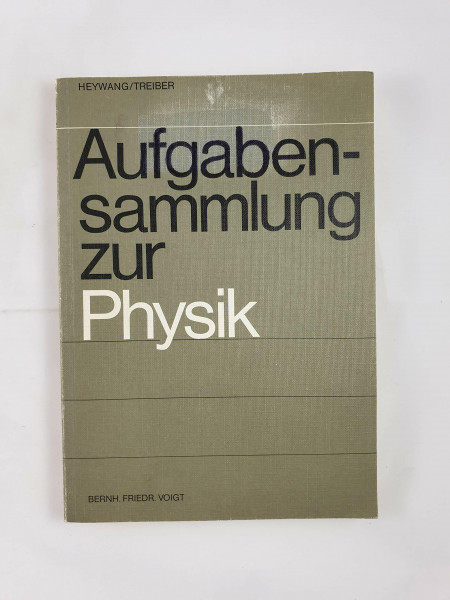 HEYWANG/TREIBER
Aufgaben-
sammlung
zur
Physik
BERNH. FRIEDR. VOIGT